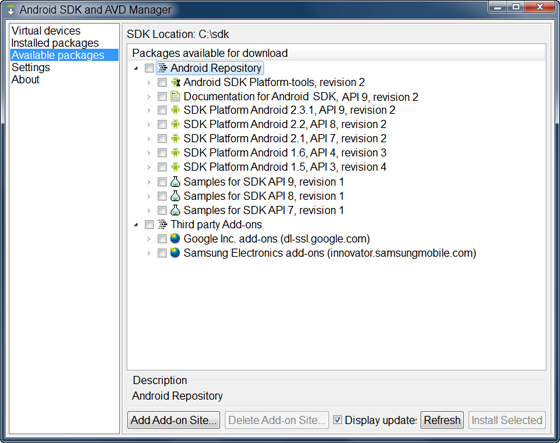 Android SDK and AVD Manager
Virtual devices
Installed packages
Available packages
Settings
About
SDK Location: C:\sdk
Packages available for download
Android Repository
Android SDK Platform-tools, revision 2
Documentation for Android SDK, API 9, revision 2
SDK Platform Android 2.3.1, API 9, revision 2
SDK Platform Android 2.2, API 8, revision 2
SDK Platform Android 2.1, API 7, revision 2
SDK Platform Android 1.6, API 4, revision 3
SDK Platform Android 1.5, API 3, revision 4
Samples for SDK API 9, revision 1
Samples for SDK API 8, revision 1
Samples for SDK API 7, revision 1
Third party Add-ons
Google Inc. add-ons (dl-ssl.google.com)
Samsung Electronics add-ons (innovator.samsungmobile.com)
Description
Android Repository
Add Add-on Site... Delete Add-on Site... Display update: Refresh Install Selected